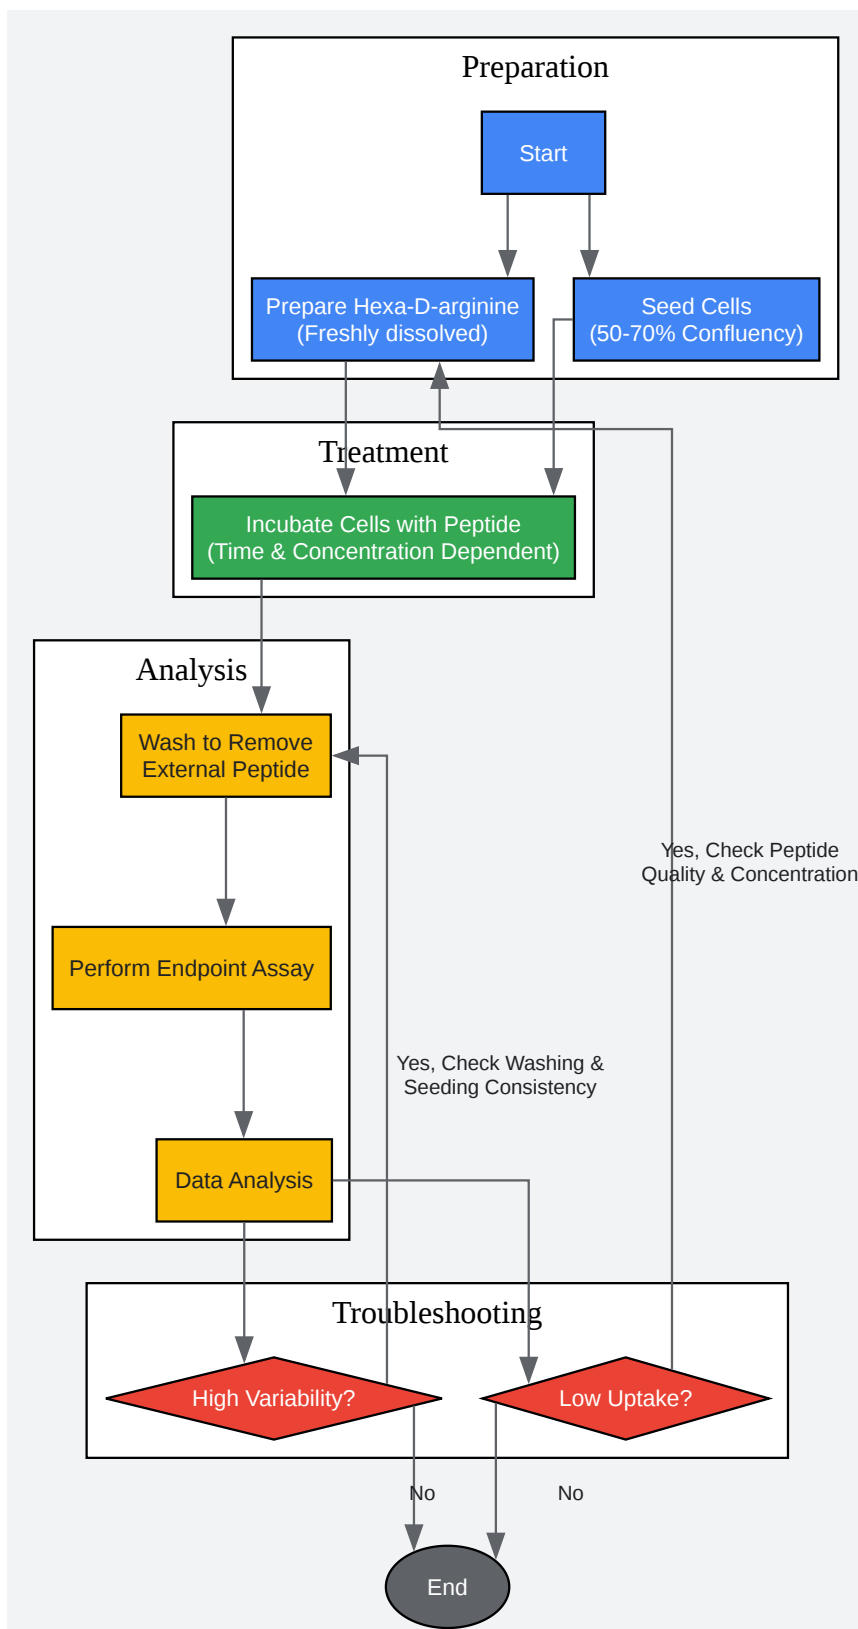 Preparation
Start
Prepare Hexa-D-arginine
(Freshly dissolved)
Seed Cells
(50-70% Confluency)
Treatment
Incubate Cells with Peptide
(Time & Concentration Dependent)
Analysis
Wash to Remove
External Peptide
Yes, Check Peptide
Quality & Concentration
Perform Endpoint Assay
Yes, Check Washing &
Seeding Consistency
Data Analysis
Troubleshooting
High Variability?
Low Uptake?
No
No
End